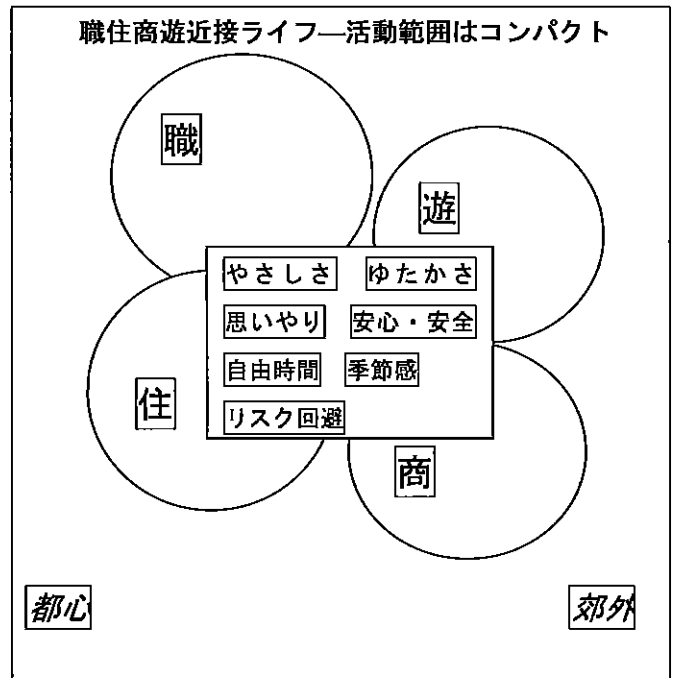 職住商遊近接ライフ―活動範囲はコンパクト
職
遊
やさしさ ゆたかさ
思いやり 安心・安全
自由時間 季節感
リスク回避
住
商
都心 郊外